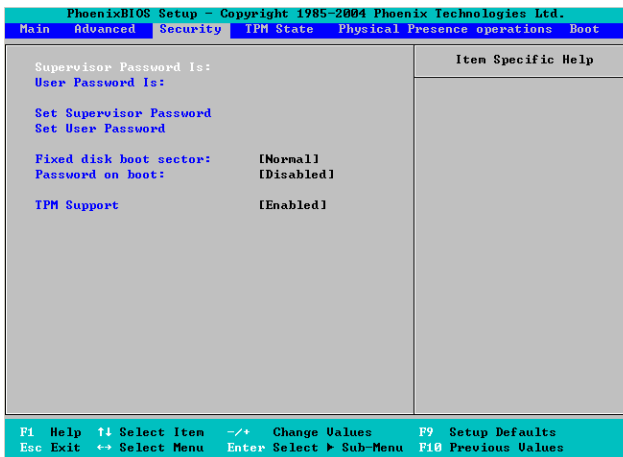 PhoenixBIOS Setup - Copyright 1985-2004 Phoenix Technologies Ltd.
Main Advanced Security TPM State Physical Presence operations Boot
Item Specific Help
Supervisor Password Is:
User Password Is:
Set Supervisor Password
Set User Password
Fixed disk boot sector: [Normal]
Password on boot: [Disabled]
TPM Support [Enabled]
F1 Help ↑↓ Select Item -/+ Change Values F9 Setup Defaults
Esc Exit ↔ Select Menu Enter Select ▶ Sub-Menu F10 Previous Values